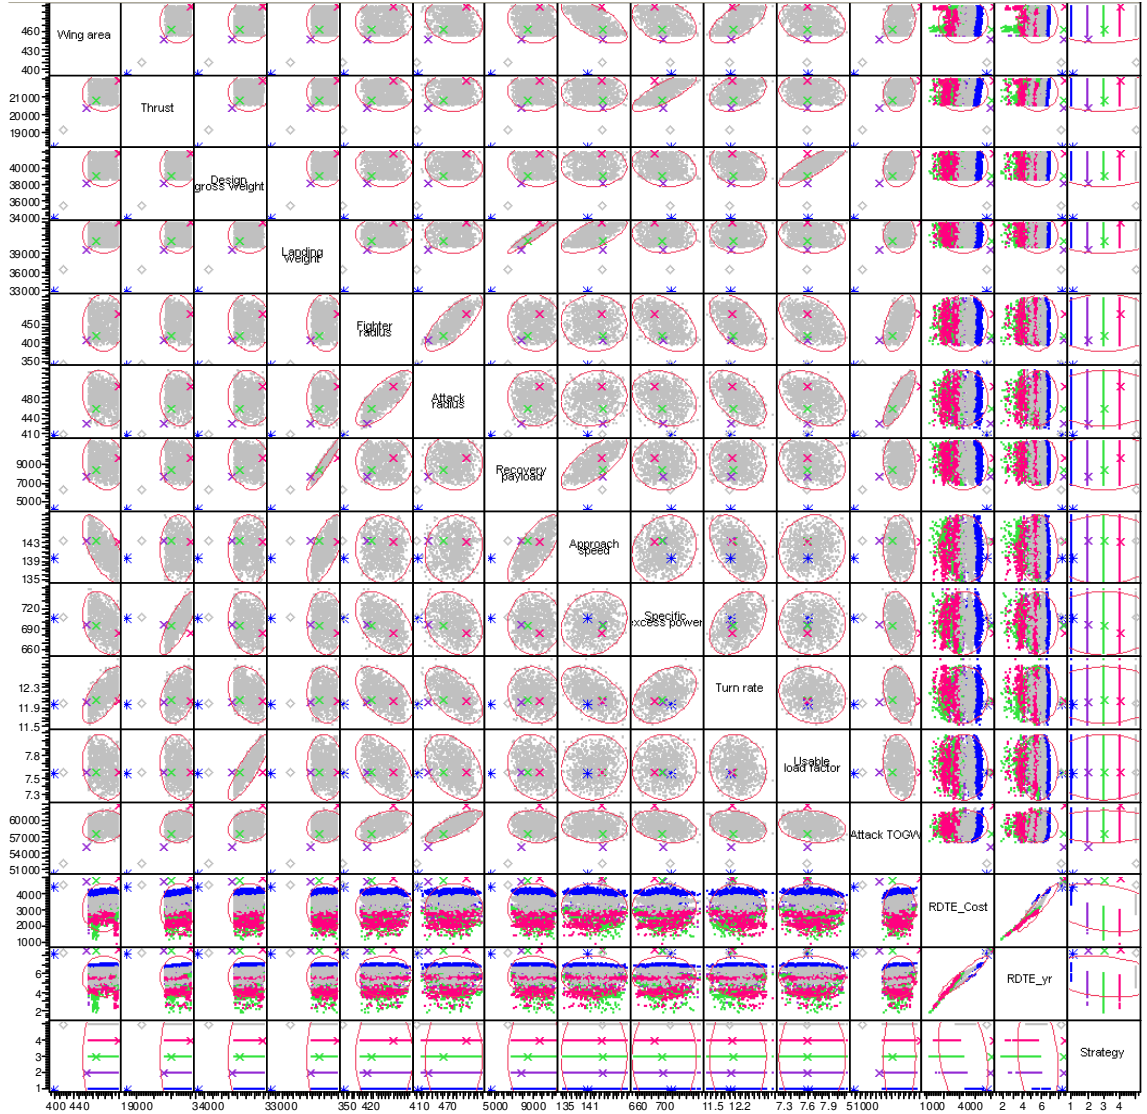 460
430
400
Wing area
21000
20000
19000
Thrust
40000
38000
36000
34000
Design
gross weight
39000
36000
33000
Landing
weight
450
400
350
Fighter
radius
480
440
410
Attack
radius
9000
7000
5000
Recovery
payload
143
139
135
Approach
speed
720
690
660
Specific
excess power
12.3
11.9
11.5
Turn rate
7.8
7.5
7.3
Usable
load factor
60000
57000
54000
51000
Attack TOGW
4000
3000
2000
1000
RDTE_Cost
6
4
2
RDTE_yr
5
4
3
2
1
Strategy
400 440 19000 34000 33000 350 420 410 470 5000 9000 135 141 660 700 11.5 12.2 7.3 7.6 7.9 51000 1000 4000 2 4 6 1 2 3 4